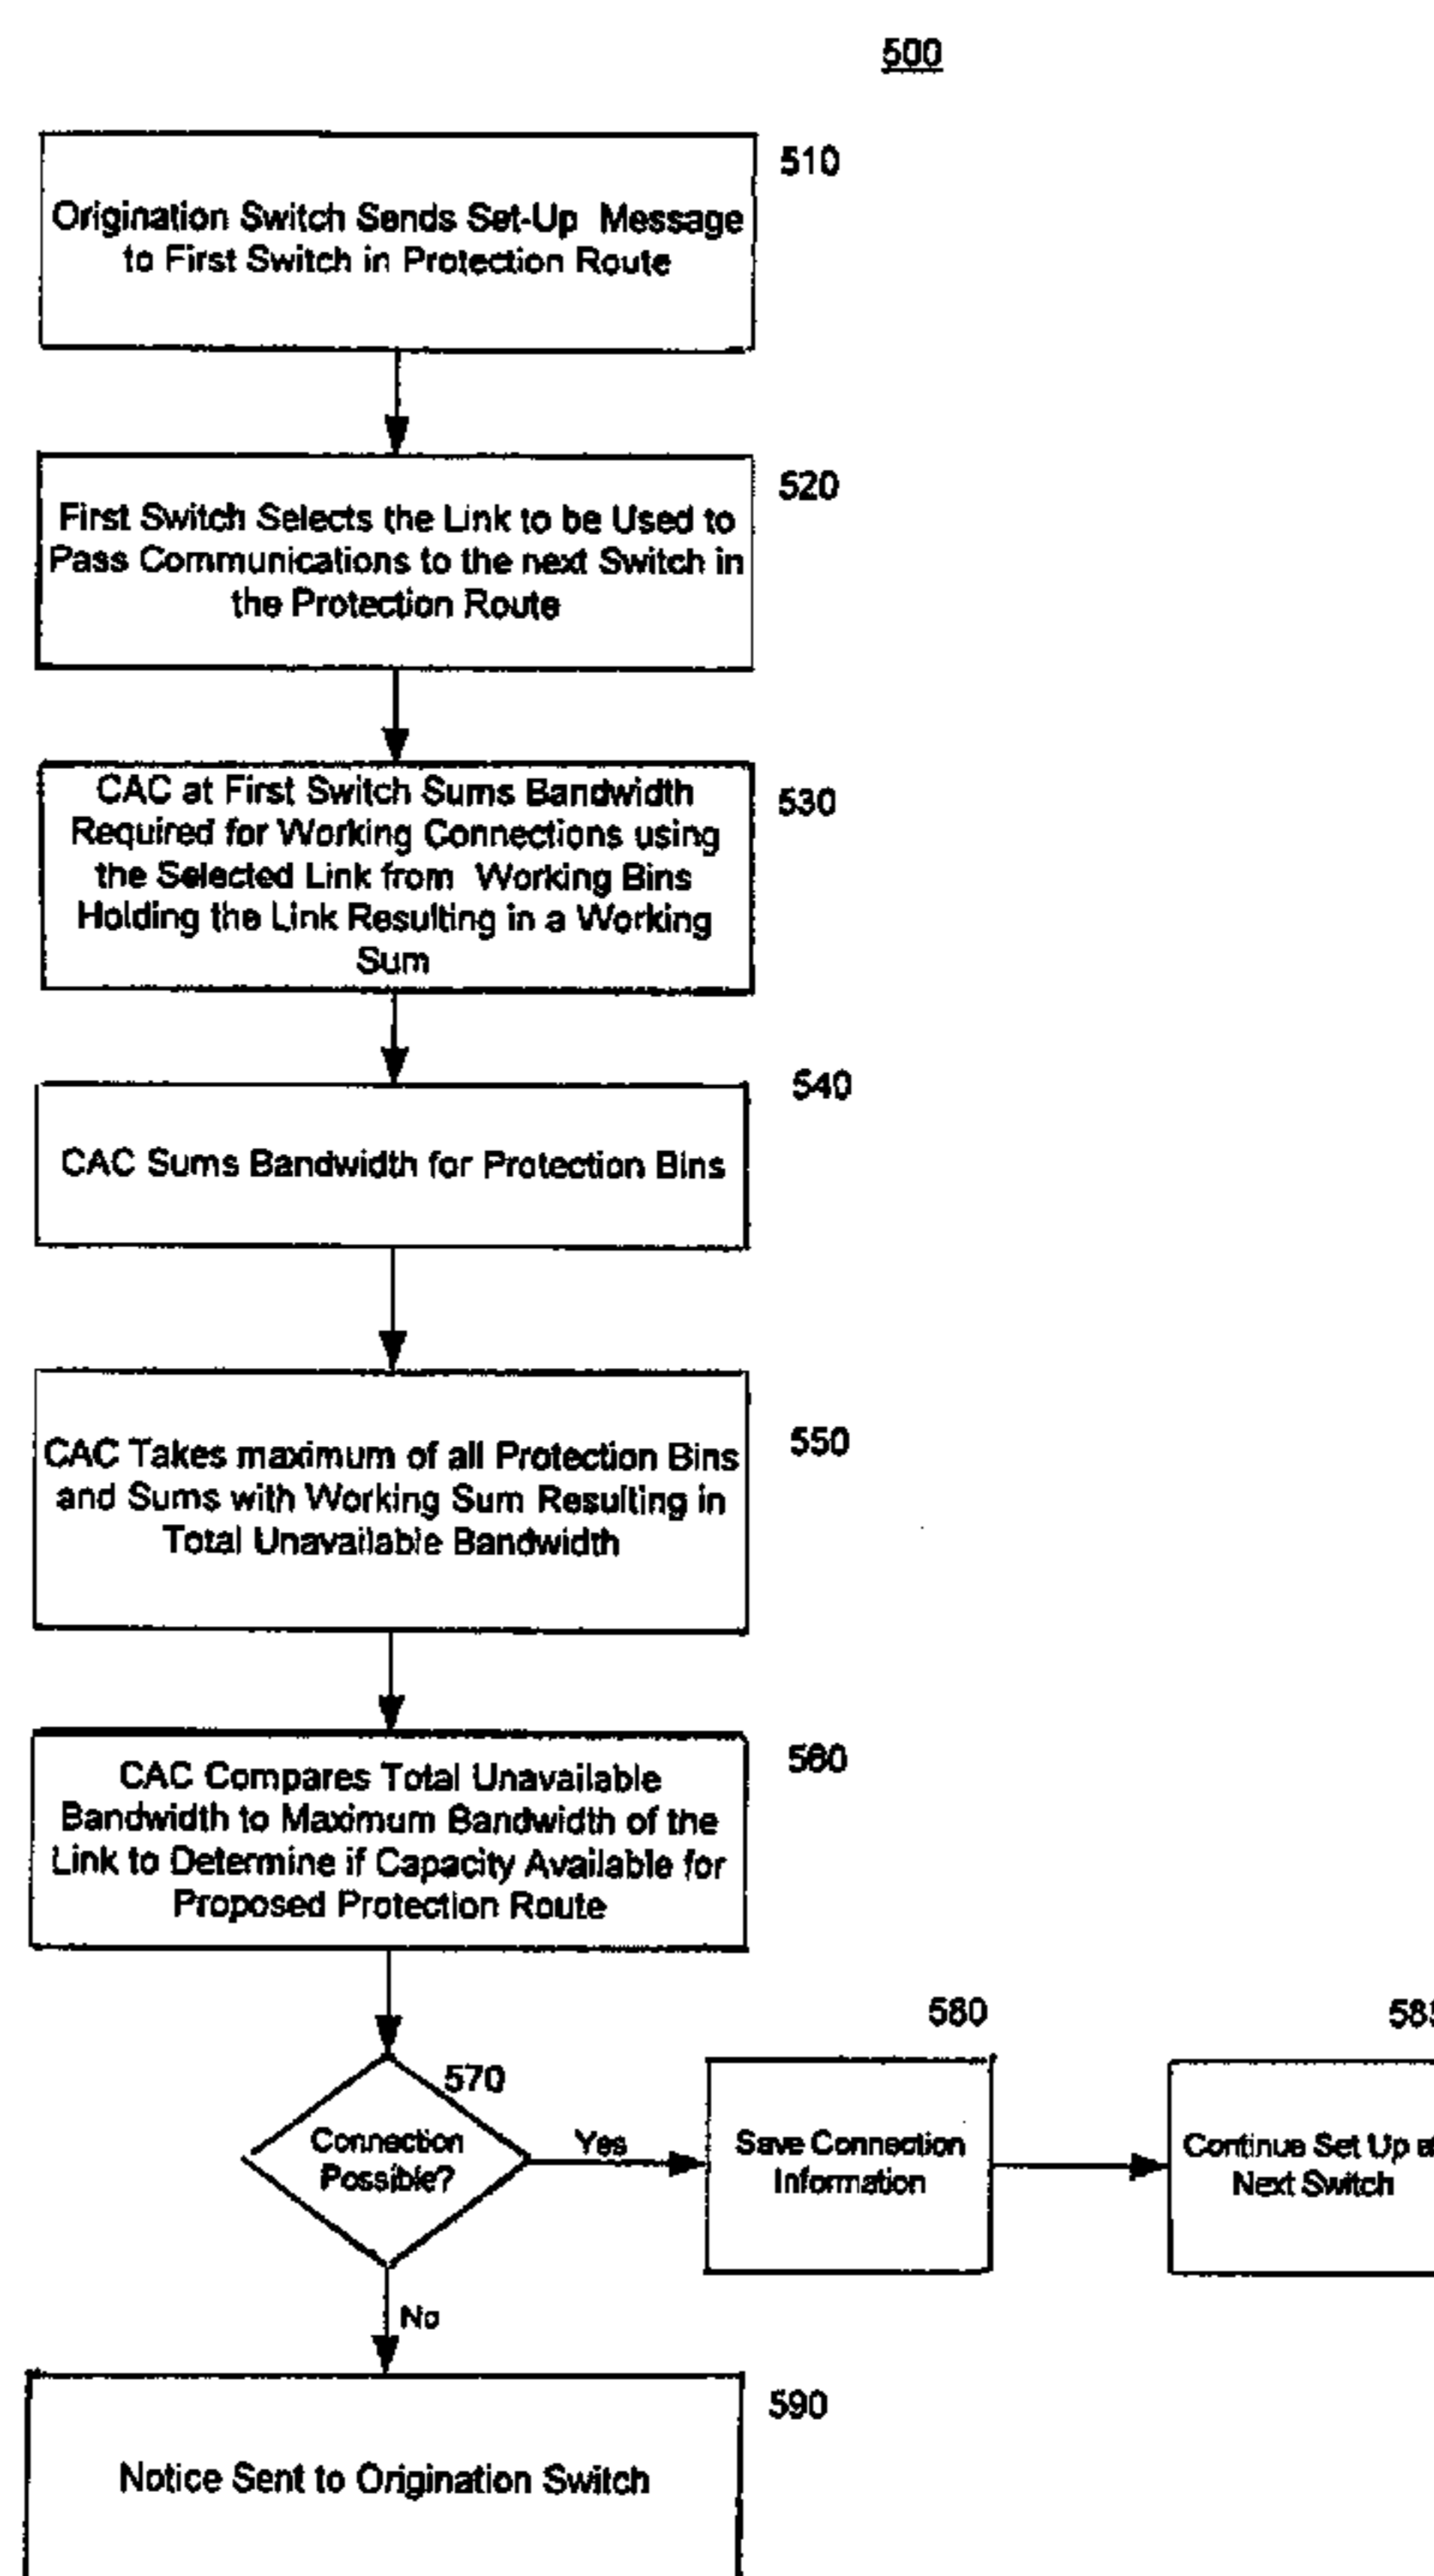 500
510
Origination Switch Sends Set-Up Message
to First Switch in Protection Route
520
First Switch Selects the Link to be Used to
Pass Communications to the next Switch in
the Protection Route
530
CAC at First Switch Sums Bandwidth
Required for Working Connections using
the Selected Link from Working Bins
Holding the Link Resulting in a Working
Sum
540
CAC Sums Bandwidth for Protection Bins
550
CAC Takes maximum of all Protection Bins
and Sums with Working Sum Resulting in
Total Unavailable Bandwidth
560
CAC Compares Total Unavailable
Bandwidth to Maximum Bandwidth of the
Link to Determine if Capacity Available for
Proposed Protection Route
570
Connection
Possible?
Yes
580
Save Connection
Information
Continue Set Up
Next Switch
No
590
Notice Sent to Origination Switch